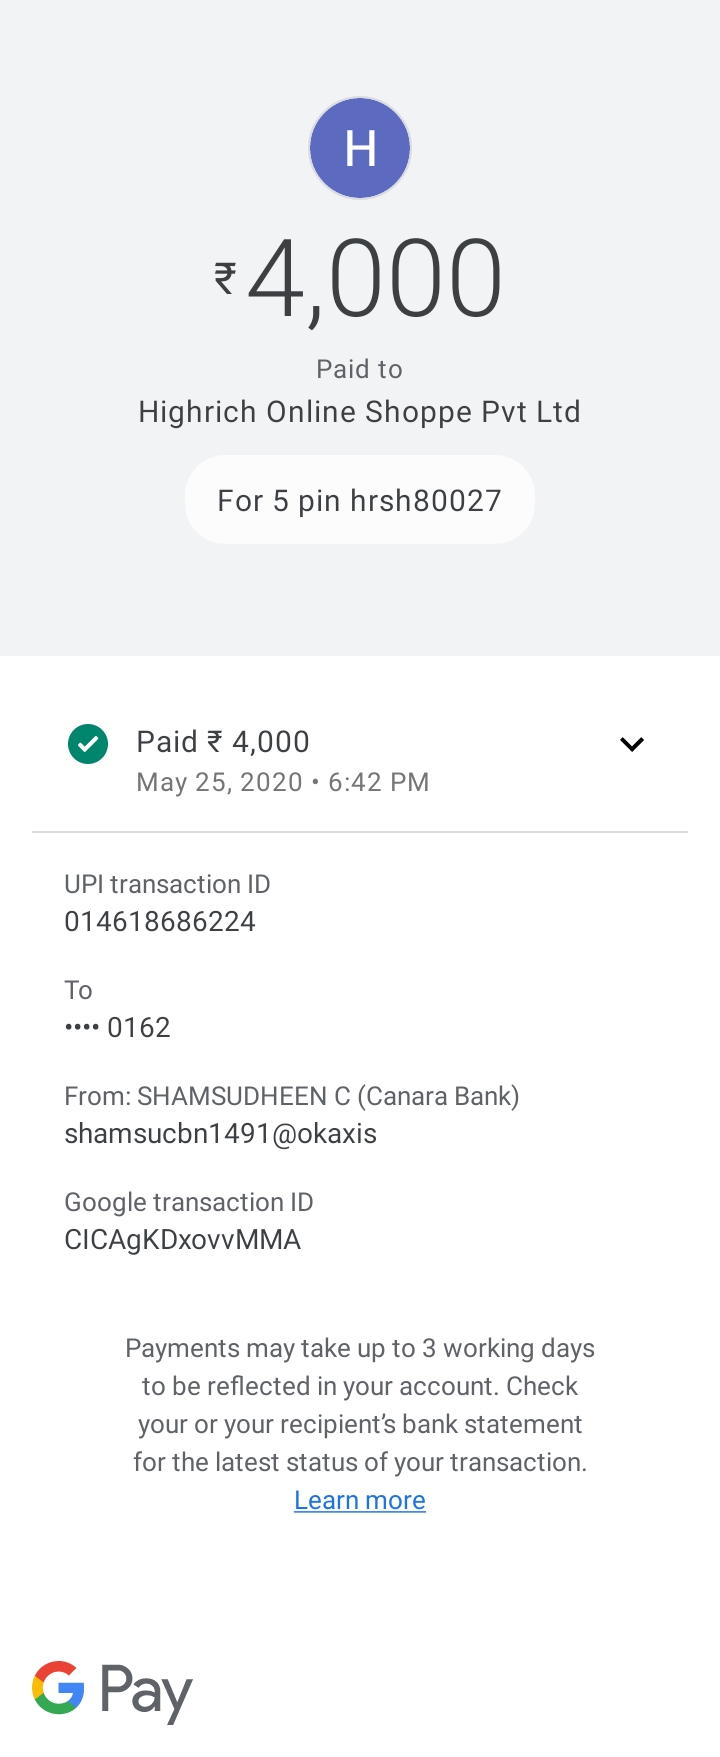 H
₹4,000
Paid to
Highrich Online Shoppe Pvt Ltd
For 5 pin hrsh80027
Paid ₹ 4,000
May 25, 2020 • 6:42 PM
UPI transaction ID
014618686224
To
•••• 0162
From: SHAMSUDHEEN C (Canara Bank)
shamsucbn1491@okaxis
Google transaction ID
CICAgKDxovvMMA
Payments may take up to 3 working days
to be reflected in your account. Check
your or your recipient's bank statement
for the latest status of your transaction.
Learn more
G Pay